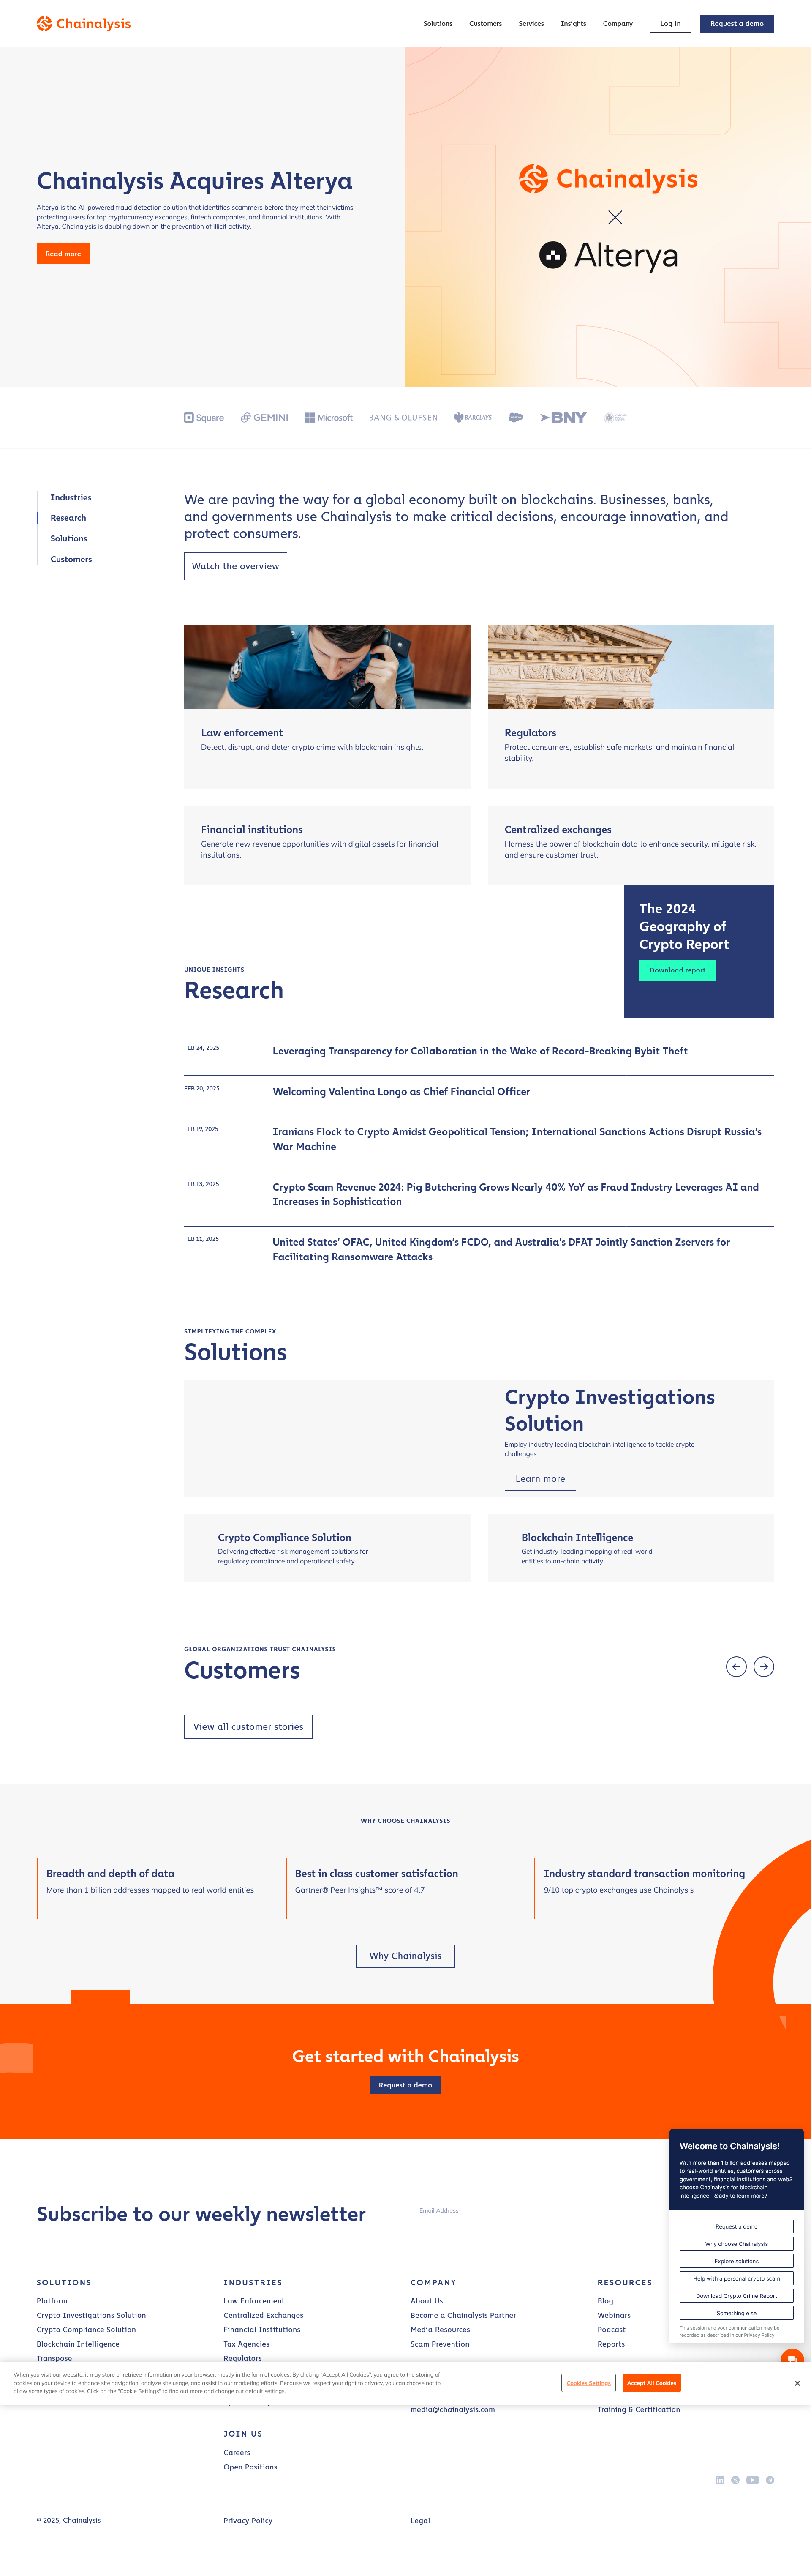 Chainalysis
Solutions
Customers
Services
Insights
Company
Log in
Request a demo
Chainalysis Acquires Alterya
Alterya is the AI-powered fraud detection solution that identifies scammers before they meet their victims,
protecting users for top cryptocurrency exchanges, fintech companies, and financial institutions. With
Alterya, Chainalysis is doubling down on the prevention of illicit activity.
Read more
Chainalysis
Alterya
Square
GEMINI
Microsoft
BANG & OLUFSEN
BARCLAYS
BNY
Industries
Research
Solutions
Customers
We are paving the way for a global economy built on blockchains. Businesses, banks,
and governments use Chainalysis to make critical decisions, encourage innovation, and
protect consumers.
Watch the overview
LAW
Law enforcement
Detect, disrupt, and deter crypto crime with blockchain insights.
Regulators
Protect consumers, establish safe markets, and maintain financial
stability.
Financial institutions
Generate new revenue opportunities with digital assets for financial
institutions.
Centralized exchanges
Harness the power of blockchain data to enhance security, mitigate risk,
and ensure customer trust.
The 2024
Geography of
Crypto Report
Download report
UNIQUE INSIGHTS
Research
FEB 24, 2025
Leveraging Transparency for Collaboration in the Wake of Record-Breaking Bybit Theft
FEB 20, 2025
Welcoming Valentina Longo as Chief Financial Officer
FEB 19, 2025
Iranians Flock to Crypto Amidst Geopolitical Tension; International Sanctions Actions Disrupt Russia's
War Machine
FEB 13, 2025
Crypto Scam Revenue 2024: Pig Butchering Grows Nearly 40% YoY as Fraud Industry Leverages AI and
Increases in Sophistication
FEB 11, 2025
United States' OFAC, United Kingdom's FCDO, and Australia's DFAT Jointly Sanction Zservers for
Facilitating Ransomware Attacks
SIMPLIFYING THE COMPLEX
Solutions
Crypto Investigations
Solution
Employ industry leading blockchain intelligence to tackle crypto
challenges
Learn more
Crypto Compliance Solution
Delivering effective risk management solutions for
regulatory compliance and operational safety
Blockchain Intelligence
Get industry-leading mapping of real-world
entities to on-chain activity
GLOBAL ORGANIZATIONS TRUST CHAINALYSIS
Customers
View all customer stories
WHY CHOOSE CHAINALYSIS
Breadth and depth of data
More than 1 billion addresses mapped to real world entities
Best in class customer satisfaction
Gartner® Peer Insights™ score of 4.7
Industry standard transaction monitoring
9/10 top crypto exchanges use Chainalysis
Why Chainalysis
Get started with Chainalysis
Request a demo
Subscribe to our weekly newsletter
Email Address
Welcome to Chainalysis!
With more than 1 billion addresses mapped
to real-world entities, customers across
government, financial institutions and web3
choose Chainalysis for blockchain
intelligence. Ready to learn more?
Request a demo
Why choose Chainalysis
Explore solutions
Help with a personal crypto scam
Download Crypto Crime Report
Something else
This session and your communication may be
recorded as described in our Privacy Policy
SOLUTIONS
Platform
Crypto Investigations Solution
Crypto Compliance Solution
Blockchain Intelligence
Transpose
INDUSTRIES
Law Enforcement
Centralized Exchanges
Financial Institutions
Tax Agencies
Regulators
COMPANY
About Us
Become a Chainalysis Partner
Media Resources
Scam Prevention
media@chainalysis.com
RESOURCES
Blog
Webinars
Podcast
Reports
Training & Certification
When you visit our website, it may store or retrieve information on your browser, mostly in the form of cookies. By clicking "Accept All Cookies", you agree to the storing of
cookies on your device to enhance site navigation, analyze site usage, and assist in our marketing efforts. Because we respect your right to privacy, you can choose not to
allow some types of cookies. Click on the "Cookie Settings" to find out more and change our default settings.
Cookies Settings
Accept All Cookies
JOIN US
Careers
Open Positions
© 2025, Chainalysis
Privacy Policy
Legal